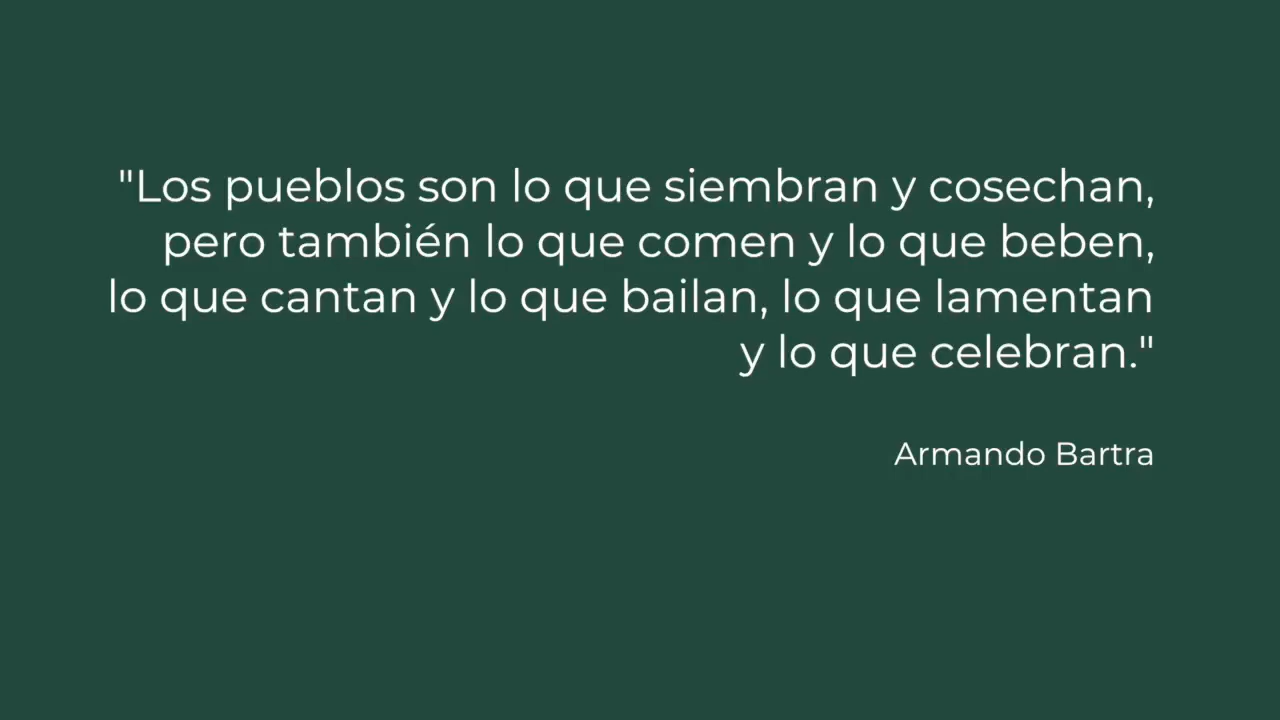 "Los pueblos son lo que siembran y cosechan,
pero también lo que comen y lo que beben,
lo que cantan y lo que bailan, lo que lamentan
y lo que celebran."
Armando Bartra